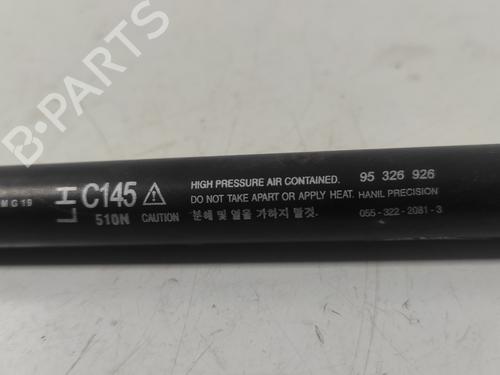 B-PARTS
MG19
LH C145 510N CAUTION
HIGH PRESSURE AIR CONTAINED. 95 326 926
DO NOT TAKE APART OR APPLY HEAT. HANIL PRECISION
분해 및 열을 가하지 말것. 055-322-2081-3